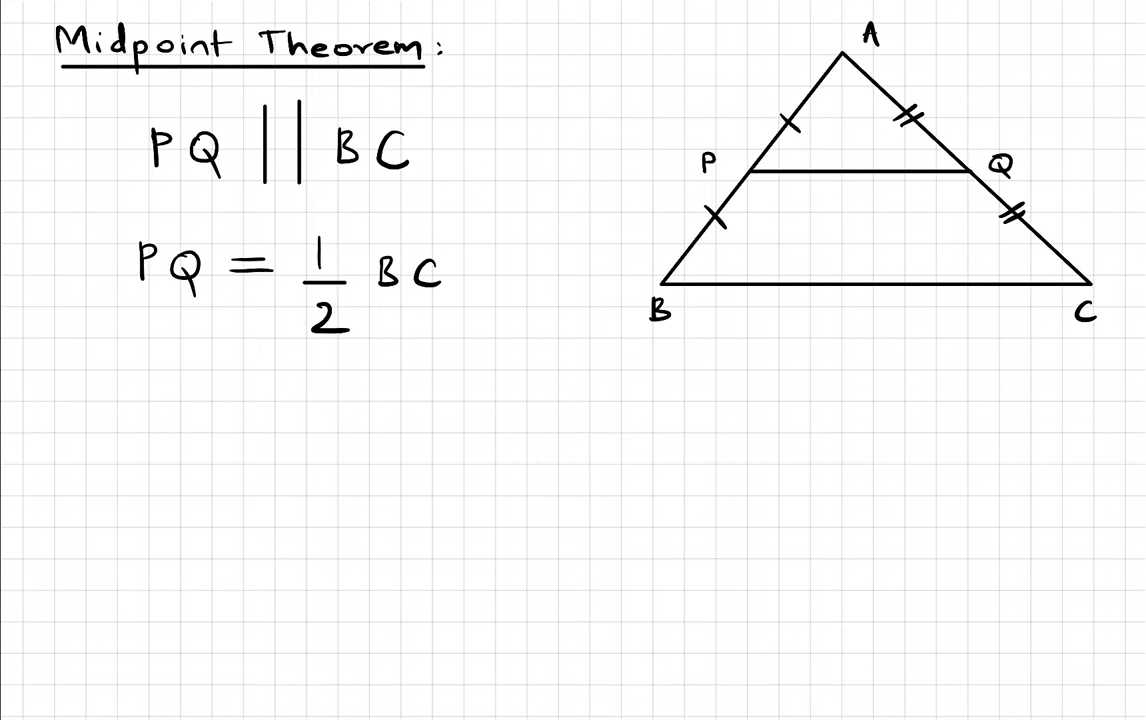 Midpoint Theorem:
PQ || BC
PQ = 1/2 BC
A
P
Q
B
C